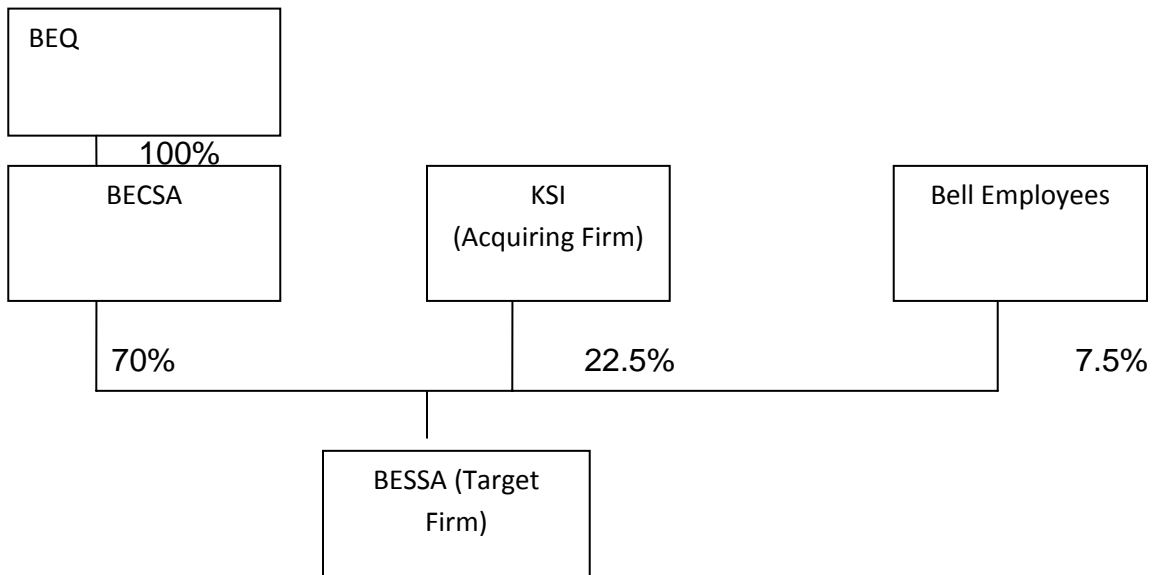 BEQ
100%
BECSA
KSI
(Acquiring Firm)
Bell Employees
70%
22.5%
7.5%
BESSA (Target
Firm)